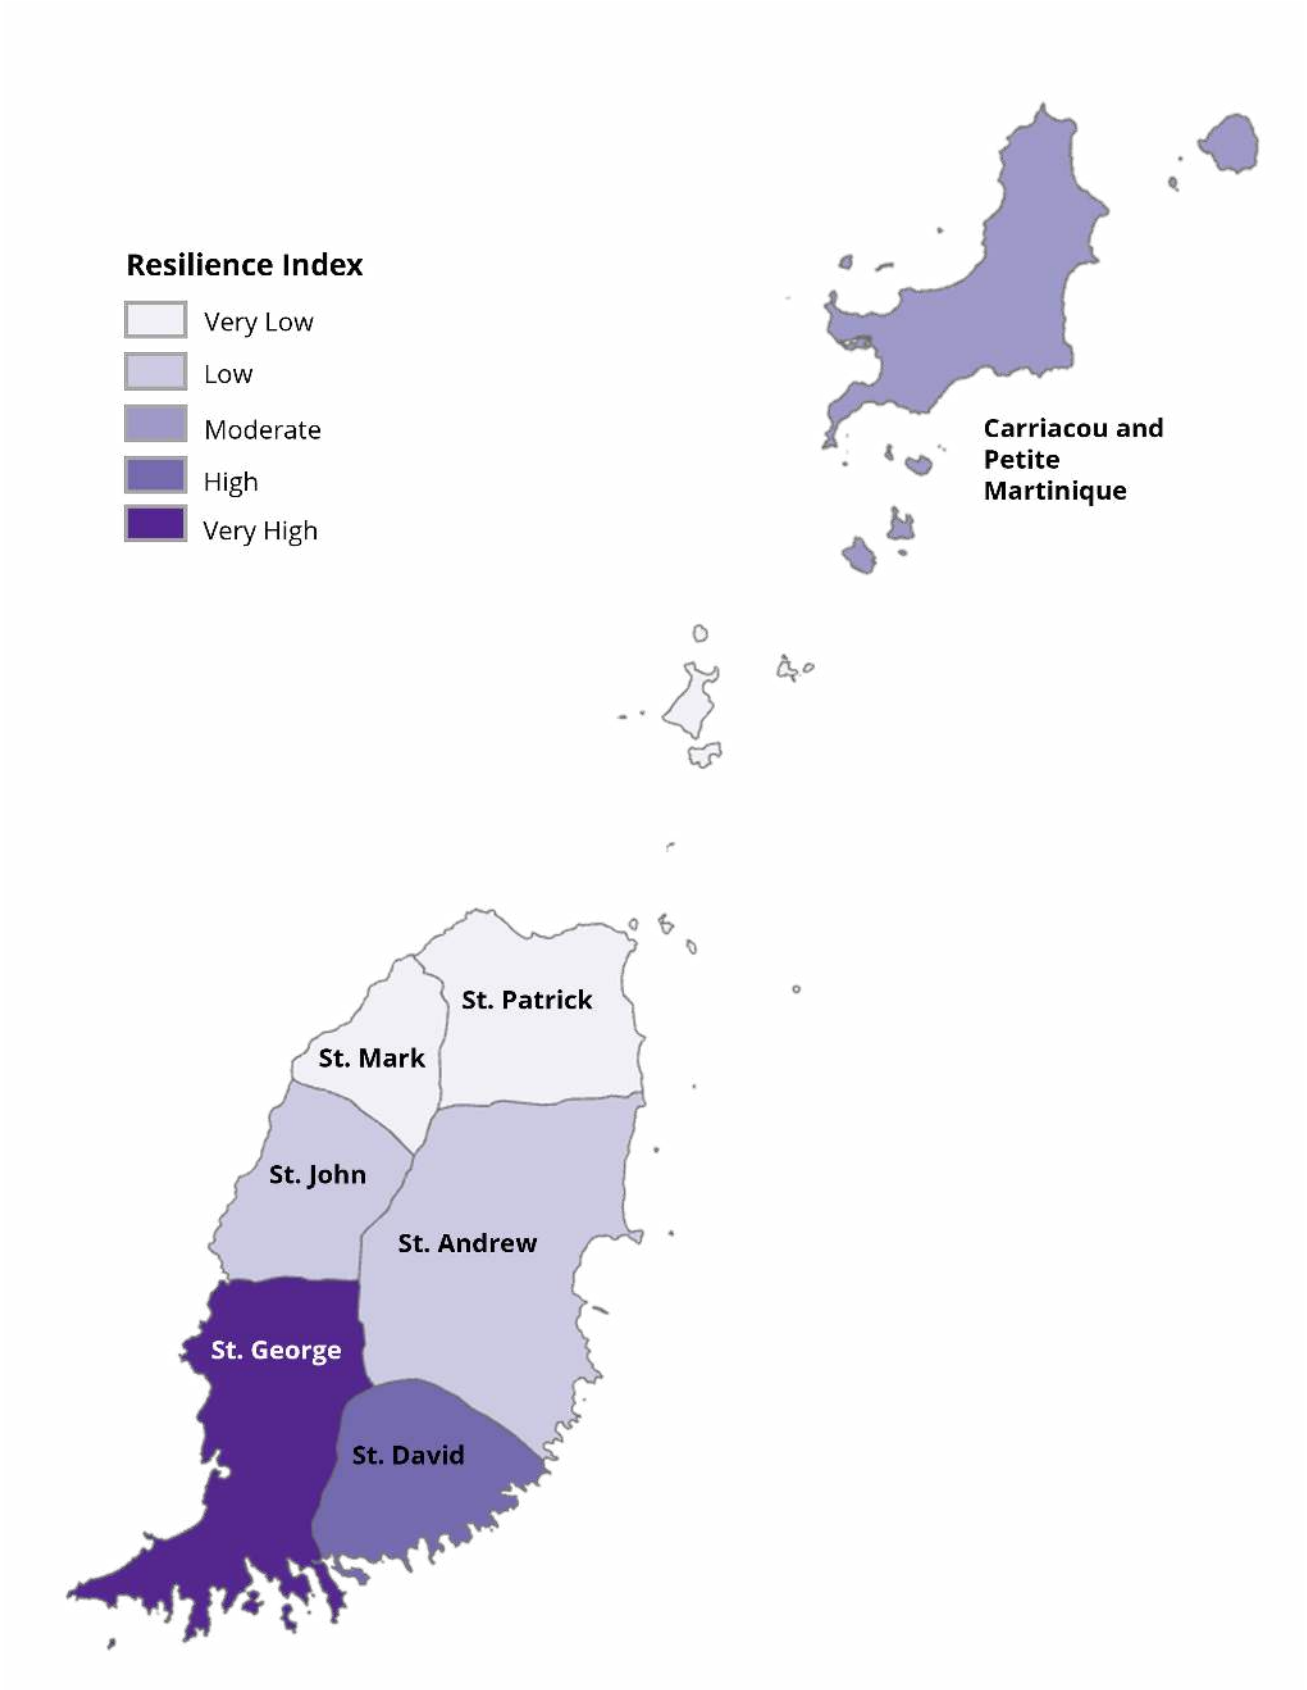 Resilience Index
Very Low
Low
Moderate
High
Very High
Carriacou and
Petite
Martinique
St. Patrick
St. Mark
St. John
St. Andrew
St. George
St. David